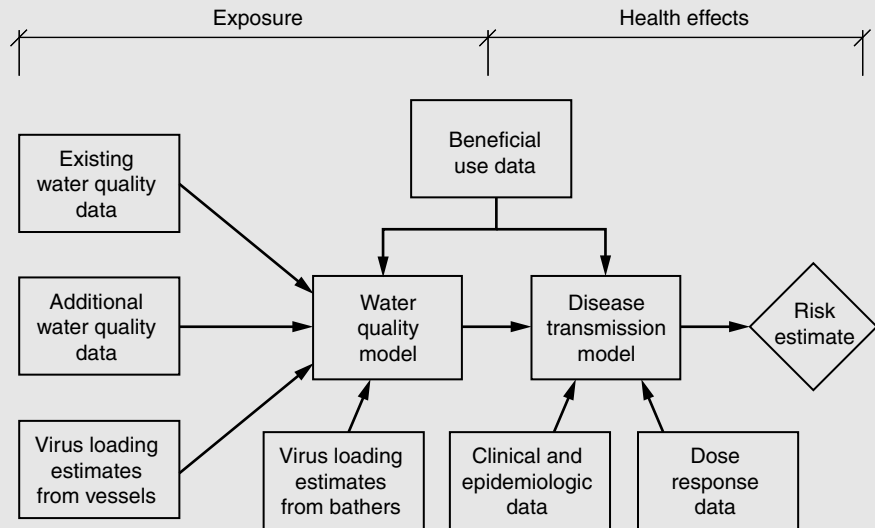 Exposure
Health effects
Beneficial
use data
Existing
water quality
data
Additional
water quality
data
Water
quality
model
Disease
transmission
model
Risk
estimate
Virus loading
estimates
from vessels
Virus loading
estimates
from bathers
Clinical and
epidemiologic
data
Dose
response
data